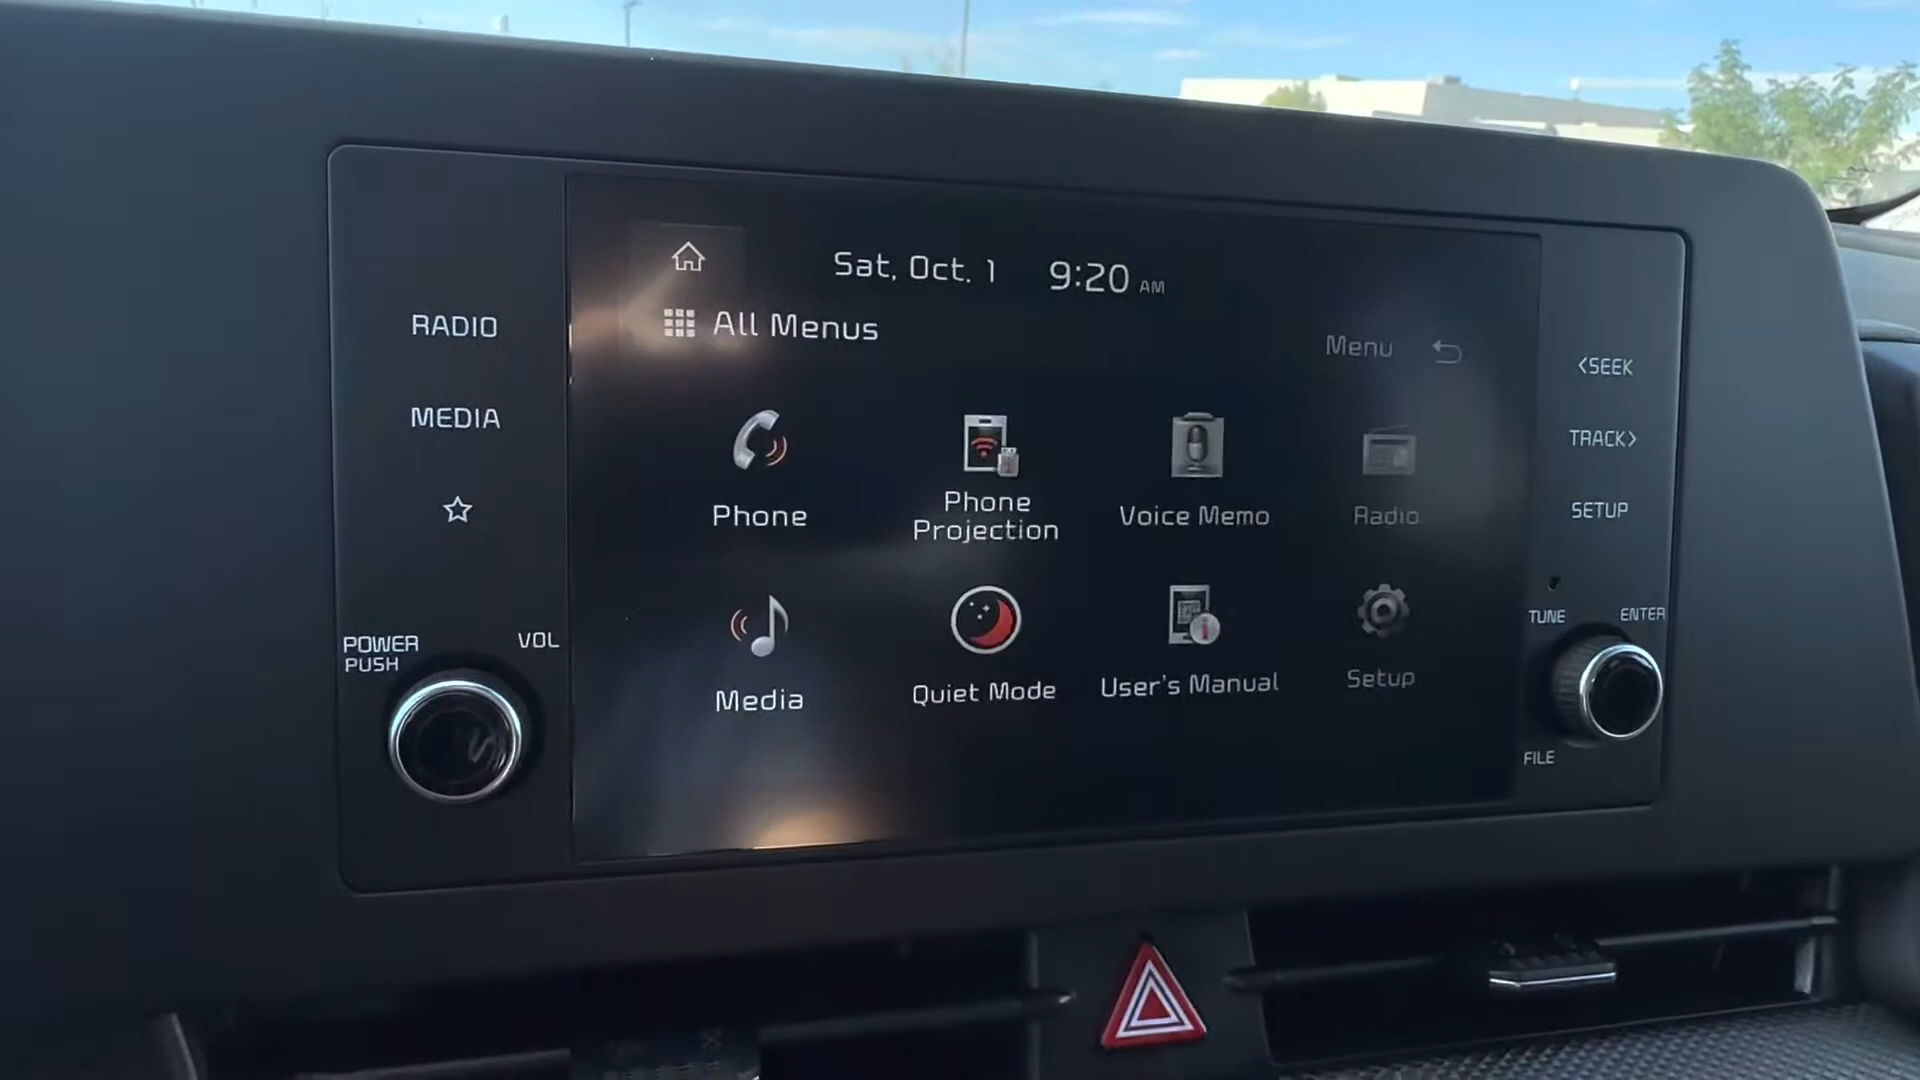 Sat, Oct. 1 9:20 AM
All Menus
Menu
RADIO
MEDIA
POWER
PUSH
VOL
Phone
Phone
Projection
Voice Memo
Radio
Media
Quiet Mode
User's Manual
Setup
<SEEK
TRACK>
SETUP
TUNE
ENTER
FILE